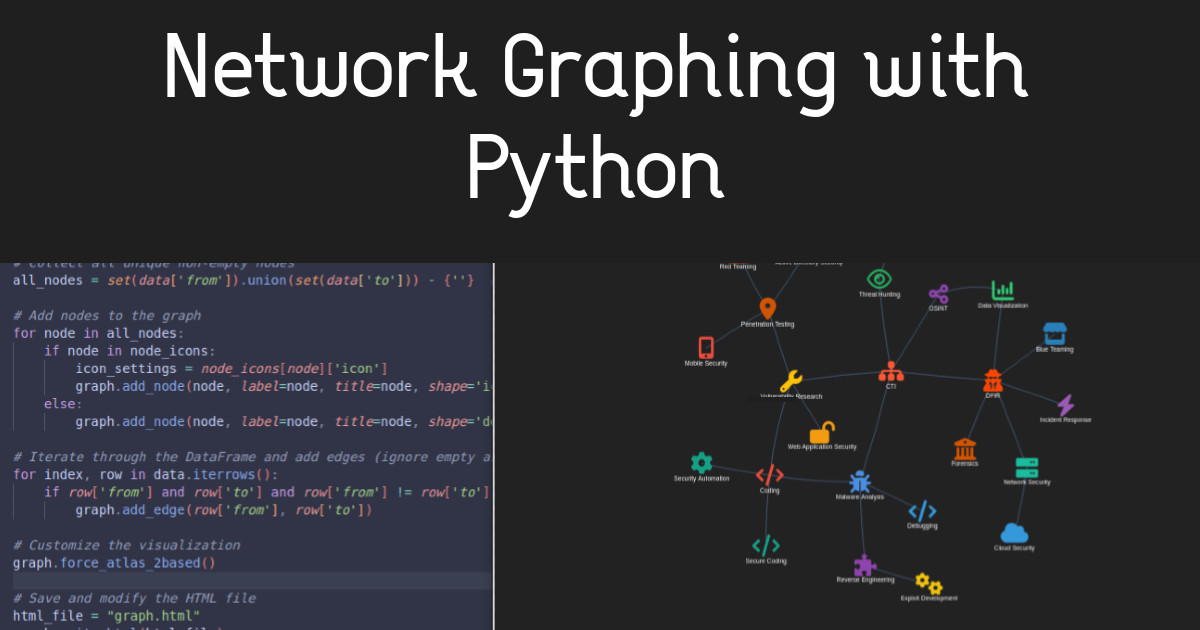 Network Graphing with
Python
# Collect all unique non-empty nodes
all_nodes = set(data['from']).union(set(data['to'])) - {''}
# Add nodes to the graph
for node in all_nodes:
if node in node_icons:
icon_settings = node_icons[node]['icon']
graph.add_node(node, label=node, title=node, shape='i
else:
graph.add_node(node, label=node, title=node, shape='d
# Iterate through the DataFrame and add edges (ignore empty a
for index, row in data.iterrows():
if row['from'] and row['to'] and row['from'] != row['to']
graph.add_edge(row['from'], row['to'])
# Customize the visualization
graph.force_atlas_2based()
# Save and modify the HTML file
html_file = "graph.html"
Red Teaming
Threat Hunting
OSINT
Data Visualization
Penetration Testing
Blue Teaming
Mobile Security
CTI
DFIR
Vulnerability Research
Incident Response
Web Application Security
Forensics
Security Automation
Coding
Malware Analysis
Network Security
Debugging
Cloud Security
Secure Coding
Reverse Engineering
Exploit Development